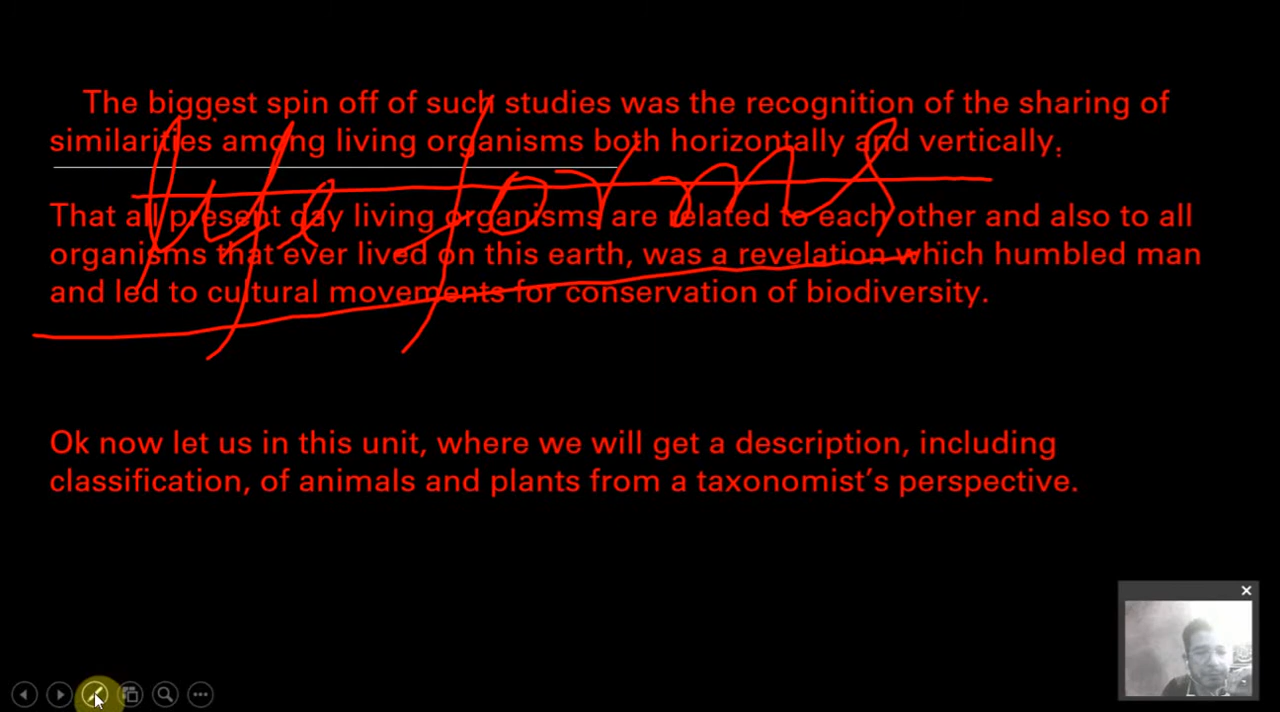 The biggest spin off of such studies was the recognition of the sharing of
similarities among living organisms both horizontally and vertically.
life forms
That all present day living organisms are related to each other and also to all
organisms that ever lived on this earth, was a revelation which humbled man
and led to cultural movements for conservation of biodiversity.
Ok now let us in this unit, where we will get a description, including
classification, of animals and plants from a taxonomist’s perspective.